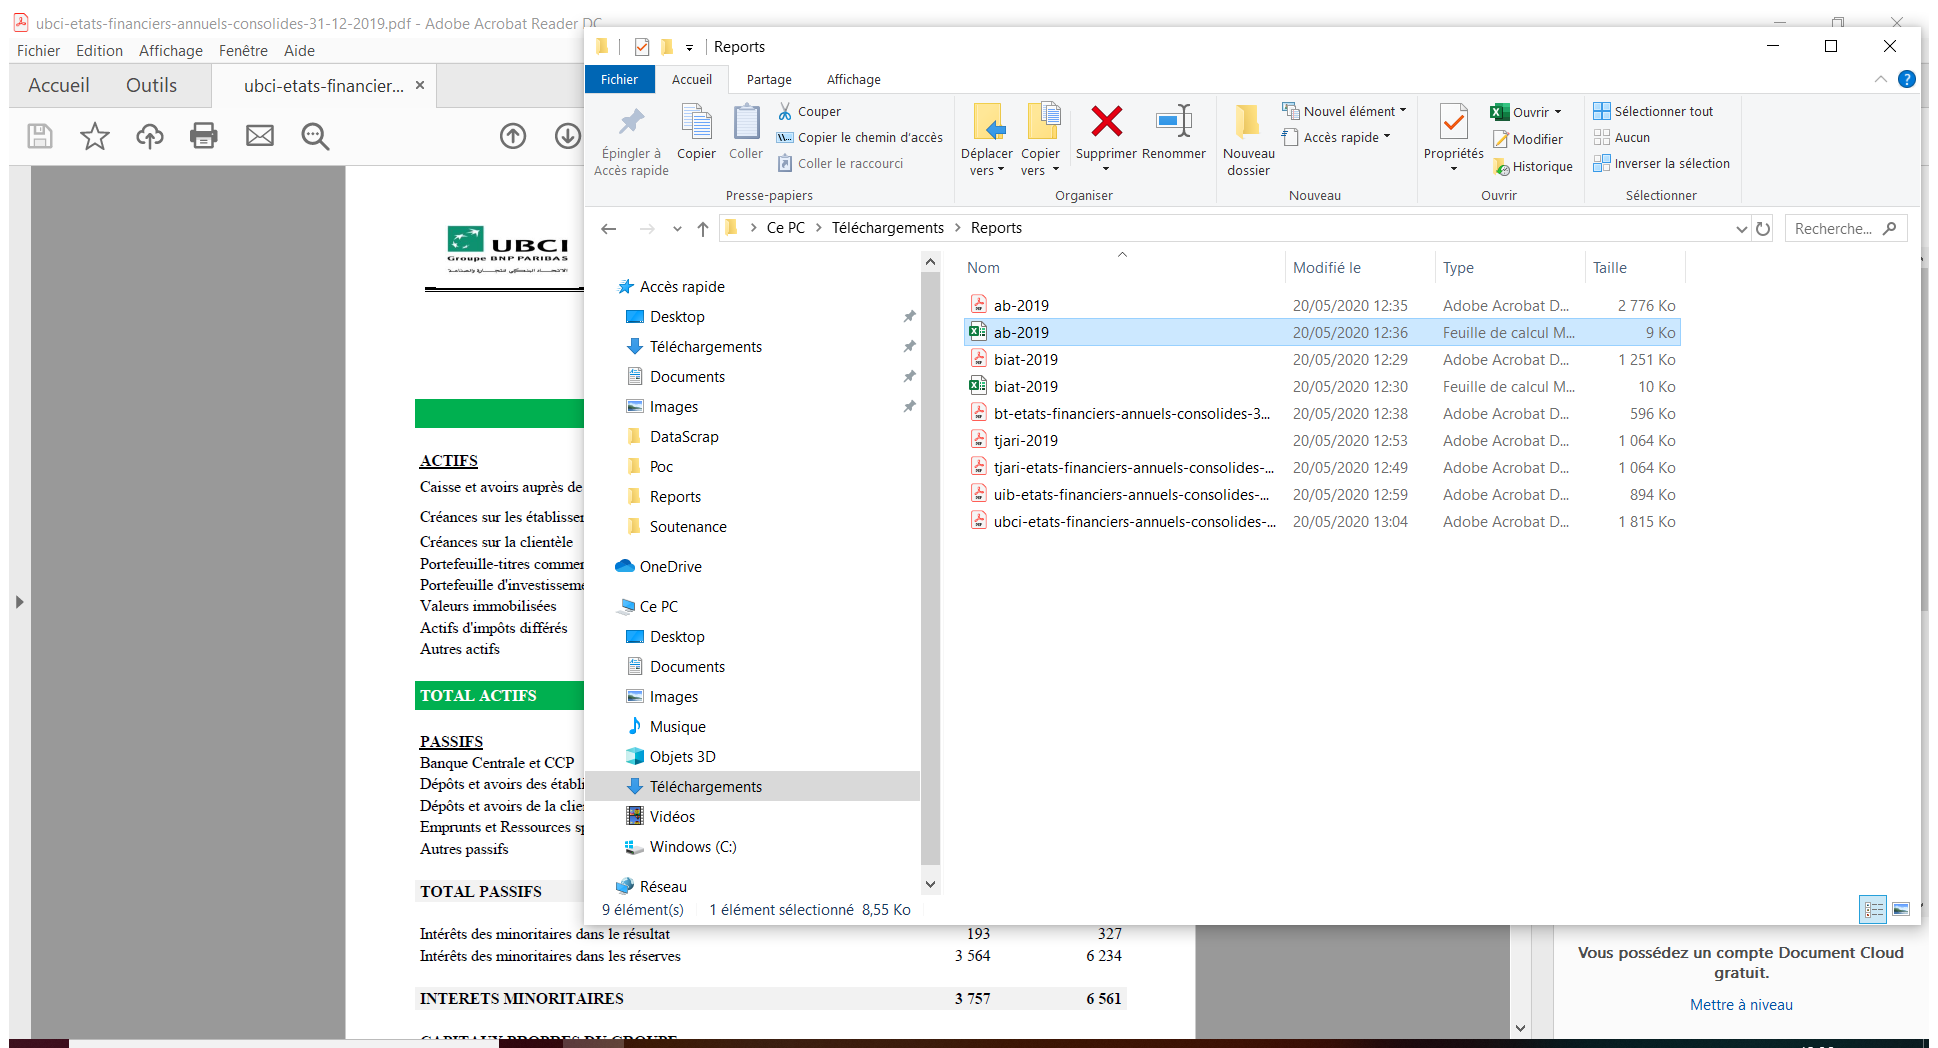 ubci-etats-financiers-annuels-consolides-31-12-2019.pdf - Adobe Acrobat Reader DC
Fichier Edition Affichage Fenêtre Aide
Accueil Outils ubci-etats-financier... ×
UBCI
Groupe BNP PARIBAS
ACTIFS
Caisse et avoirs auprès de
Créances sur les établisse
Créances sur la clientèle
Portefeuille-titres commer
Portefeuille d'investisseme
Valeurs immobilisées
Actifs d'impôts différés
Autres actifs
TOTAL ACTIFS
PASSIFS
Banque Centrale et CCP
Dépôts et avoirs des établi
Dépôts et avoirs de la clie
Emprunts et Ressources sp
Autres passifs
TOTAL PASSIFS
Intérêts des minoritaires dans le résultat 193 327
Intérêts des minoritaires dans les réserves 3 564 6 234
INTERETS MINORITAIRES 3 757 6 561
CAPITAUX PROPRES DU GROUPE
Reports
Fichier Accueil Partage Affichage
Épingler à Accès rapide
Copier
Coller
Couper
Copier le chemin d'accès
Coller le raccourci
Presse-papiers
Déplacer vers
Copier vers
Supprimer
Renommer
Organiser
Nouveau dossier
Nouvel élément
Accès rapide
Nouveau
Propriétés
Ouvrir
Modifier
Historique
Ouvrir
Sélectionner tout
Aucun
Inverser la sélection
Sélectionner
Ce PC > Téléchargements > Reports
Recherche...
Accès rapide
Desktop
Téléchargements
Documents
Images
DataScrap
Poc
Reports
Soutenance
OneDrive
Ce PC
Desktop
Documents
Images
Musique
Objets 3D
Téléchargements
Vidéos
Windows (C:)
Réseau
Nom Modifié le Type Taille
ab-2019 20/05/2020 12:35 Adobe Acrobat D... 2 776 Ko
ab-2019 20/05/2020 12:36 Feuille de calcul M... 9 Ko
biat-2019 20/05/2020 12:29 Adobe Acrobat D... 1 251 Ko
biat-2019 20/05/2020 12:30 Feuille de calcul M... 10 Ko
bt-etats-financiers-annuels-consolides-3... 20/05/2020 12:38 Adobe Acrobat D... 596 Ko
tjari-2019 20/05/2020 12:53 Adobe Acrobat D... 1 064 Ko
tjari-etats-financiers-annuels-consolides-... 20/05/2020 12:49 Adobe Acrobat D... 1 064 Ko
uib-etats-financiers-annuels-consolides-... 20/05/2020 12:59 Adobe Acrobat D... 894 Ko
ubci-etats-financiers-annuels-consolides-... 20/05/2020 13:04 Adobe Acrobat D... 1 815 Ko
9 élément(s) 1 élément sélectionné 8,55 Ko
Vous possédez un compte Document Cloud
gratuit.
Mettre à niveau